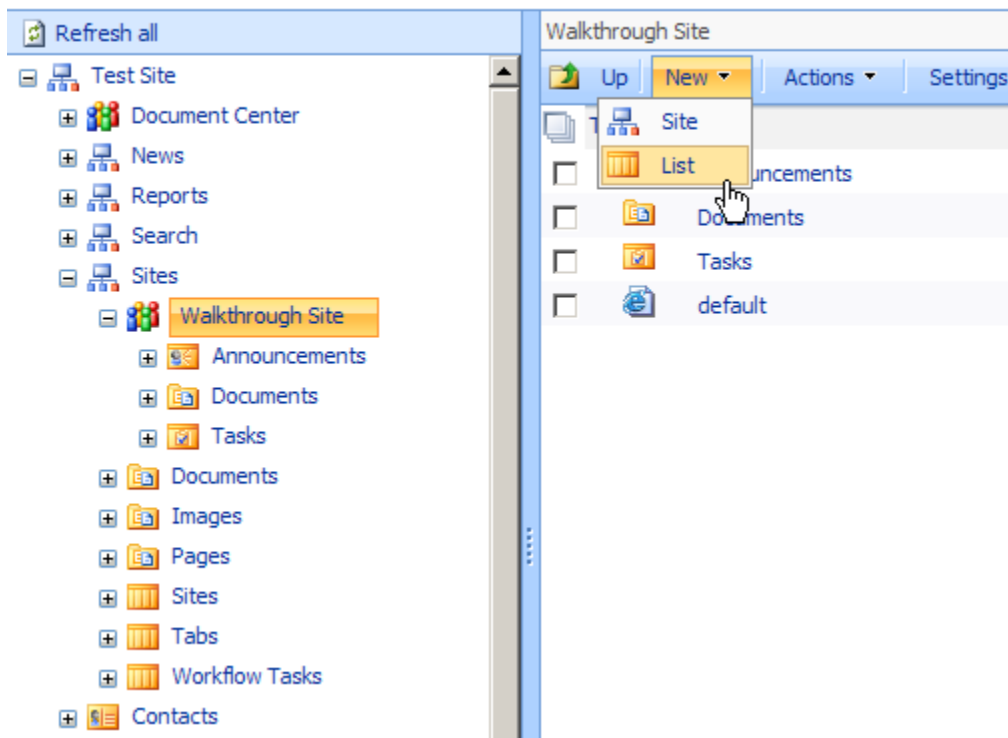 Refresh all
Test Site
Document Center
News
Reports
Search
Sites
Walkthrough Site
Announcements
Documents
Tasks
Documents
Images
Pages
Sites
Tabs
Workflow Tasks
Contacts
Walkthrough Site
Up New Actions Settings
Site
List
uncements
Documents
Tasks
default